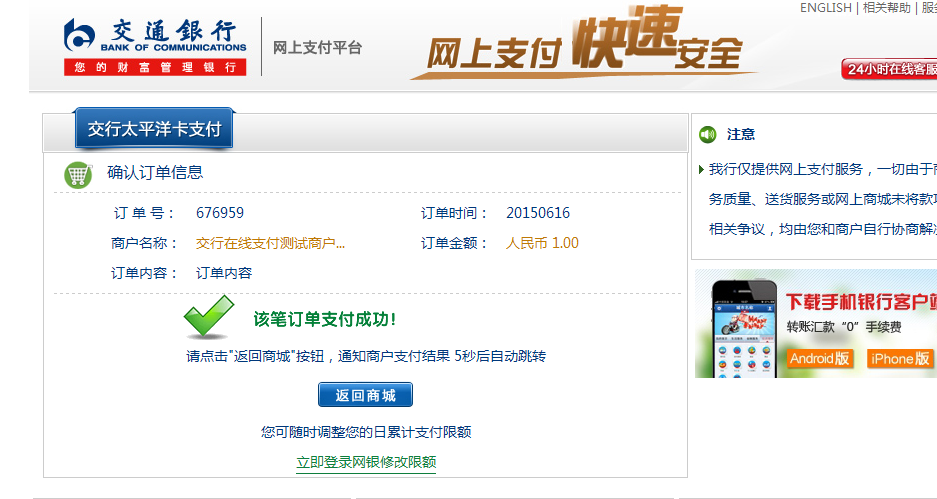 ENGLISH | 相关帮助 |
交通銀行
BANK OF COMMUNICATIONS
您的财富管理银行
网上支付平台
网上支付 快速安全
24小时在线客服
交行太平洋卡支付
确认订单信息
订 单 号： 676959 订单时间： 20150616
商户名称： 交行在线支付测试商户... 订单金额： 人民币 1.00
订单内容： 订单内容
该笔订单支付成功！
请点击"返回商城"按钮，通知商户支付结果 5秒后自动跳转
返回商城
您可随时调整您的日累计支付限额
立即登录网银修改限额
注意
我行仅提供网上支付服务，一切由于
务质量、送货服务或网上商城未将款
相关争议，均由您和商户自行协商解
下载手机银行客户端
转账汇款“0”手续费
Android版 iPhone版